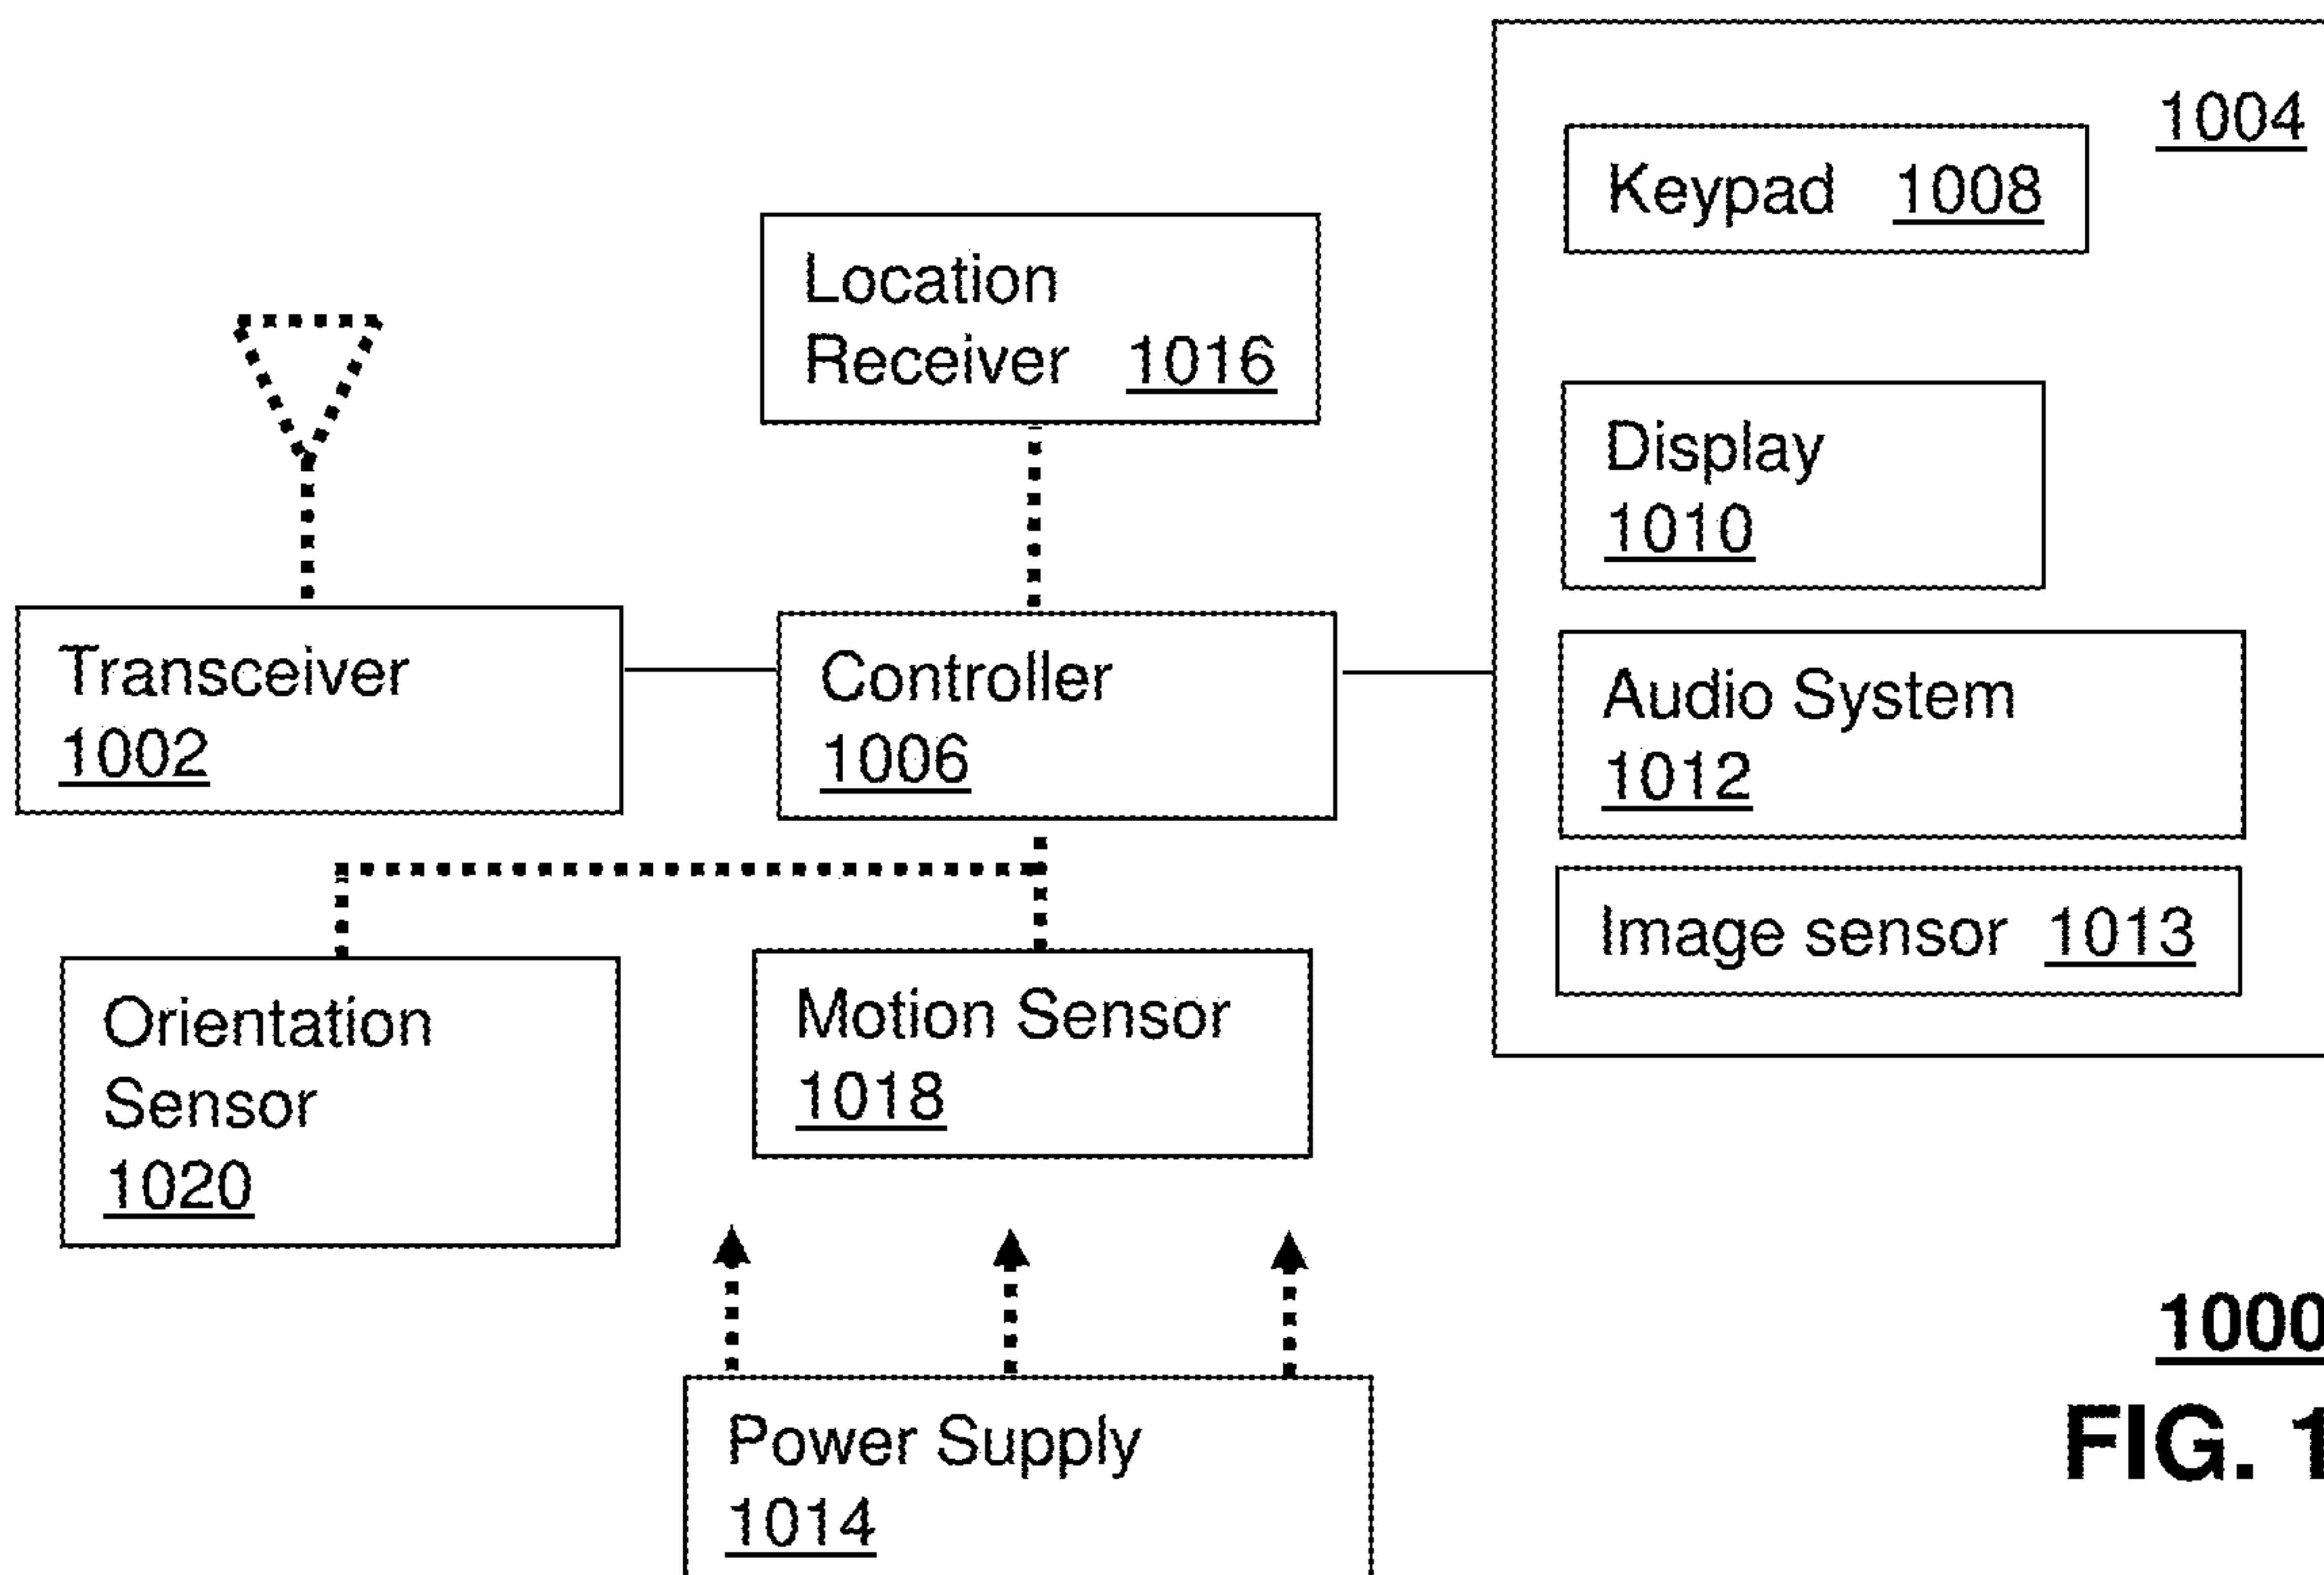 1004
Keypad 1008
Location
Receiver 1016
Display
1010
Transceiver
1002
Controller
1006
Audio System
1012
Image sensor 1013
Orientation
Sensor
1020
Motion Sensor
1018
1000
FIG. 1
Power Supply
1014